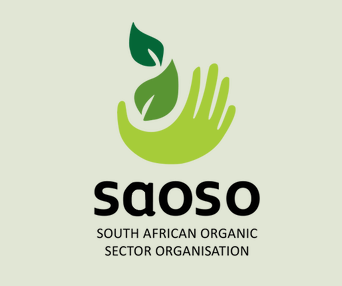 saoso
SOUTH AFRICAN ORGANIC
SECTOR ORGANISATION